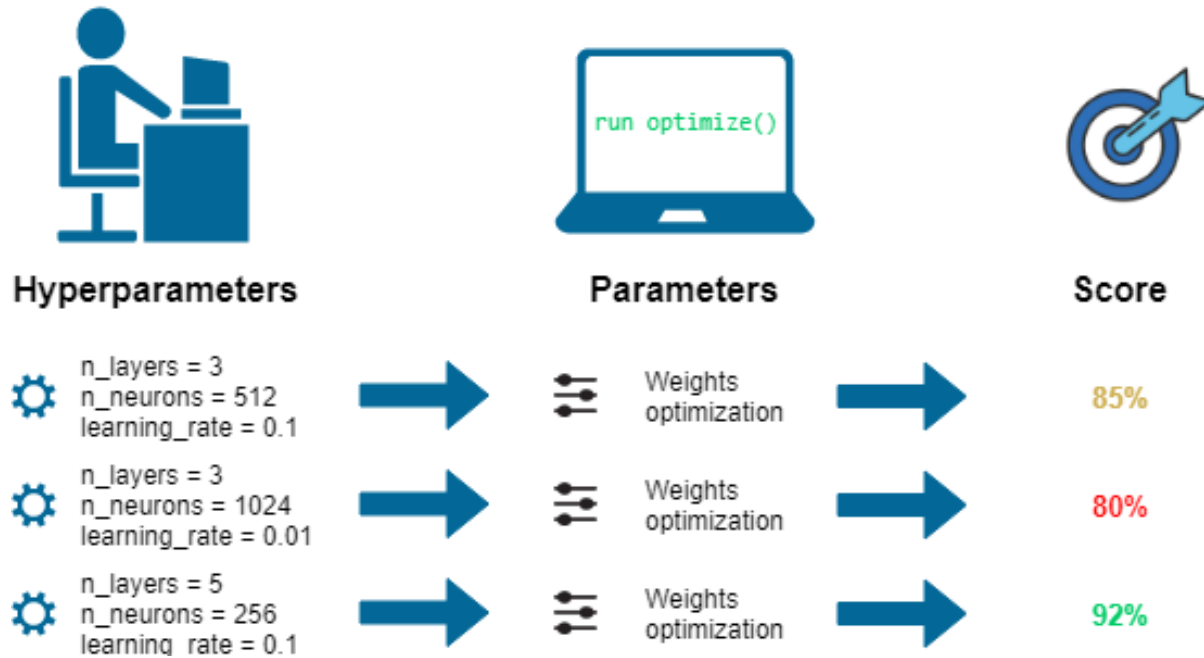 run optimize()
Hyperparameters
Parameters
Score
n_layers = 3
n_neurons = 512
learning_rate = 0.1
Weights
optimization
85%
n_layers = 3
n_neurons = 1024
learning_rate = 0.01
Weights
optimization
80%
n_layers = 5
n_neurons = 256
learning_rate = 0.1
Weights
optimization
92%